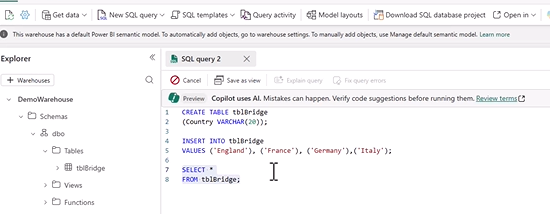 Get data
New SQL query
SQL templates
Query activity
Model layouts
Download SQL database project
Open in
This warehouse has a default Power BI semantic model. To automatically add objects, go to warehouse settings. To manually add objects, use Manage default semantic model. Learn more
Explorer
+ Warehouses
DemoWarehouse
Schemas
dbo
Tables
tblBridge
Views
Functions
SQL query 2
Cancel
Save as view
Explain query
Fix query errors
Preview Copilot uses AI. Mistakes can happen. Verify code suggestions before running them. Review terms
1 CREATE TABLE tblBridge
2 (Country VARCHAR(20));
3
4 INSERT INTO tblBridge
5 VALUES ('England'), ('France'), ('Germany'),('Italy');
6
7 SELECT *
8 FROM tblBridge;